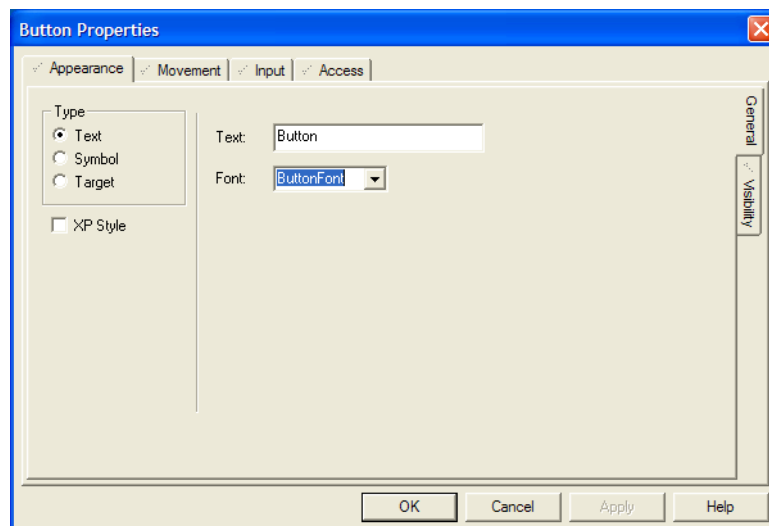 Button Properties
Appearance Movement Input Access
Type
Text
Symbol
Target
XP Style
Text: Button
Font: ButtonFont
General
Visibility
OK Cancel Apply Help